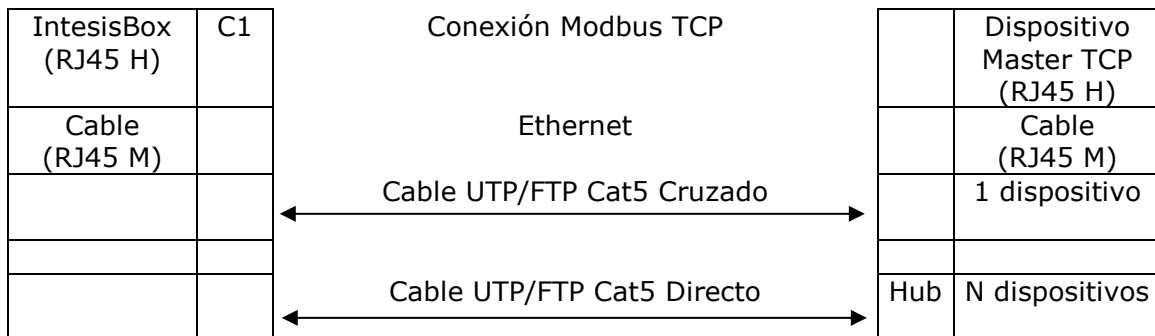 IntesisBox C1 Conexión Modbus TCP Dispositivo
(RJ45 H) Master TCP
(RJ45 H)
Cable Ethernet Cable
(RJ45 M) (RJ45 M)
Cable UTP/FTP Cat5 Cruzado 1 dispositivo
Cable UTP/FTP Cat5 Directo Hub N dispositivos